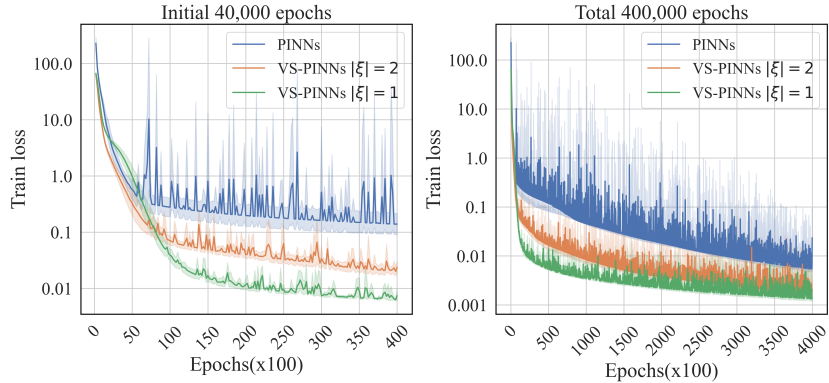 Initial 40,000 epochs
Train loss
100.0
10.0
1.0
0.1
0.01
PINNs
VS-PINNs |ξ| = 2
VS-PINNs |ξ| = 1
0
50
100
150
200
250
300
350
400
Epochs(x100)
Total 400,000 epochs
Train loss
100.0
10.0
1.0
0.1
0.01
0.001
PINNs
VS-PINNs |ξ| = 2
VS-PINNs |ξ| = 1
0
500
1000
1500
2000
2500
3000
3500
4000
Epochs(x100)